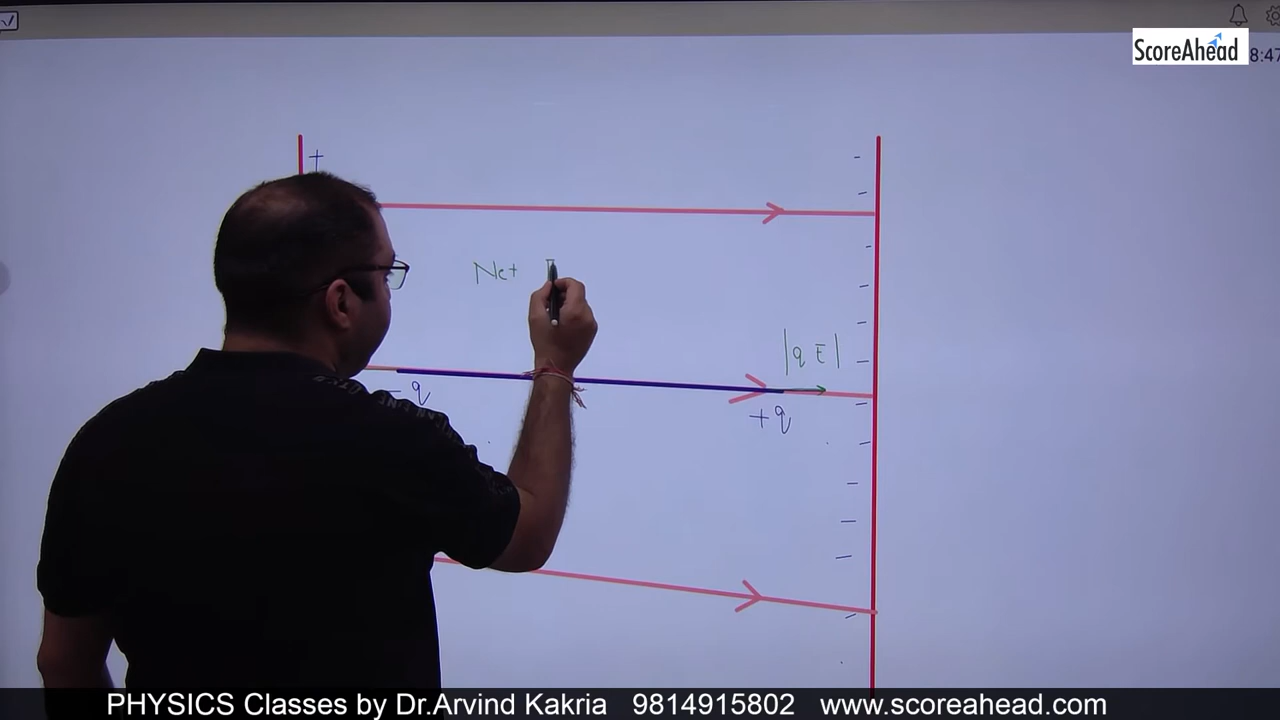 ScoreAhead
8:47
+
Net F
|q E|
- q
+q
PHYSICS Classes by Dr.Arvind Kakria 9814915802 www.scoreahead.com